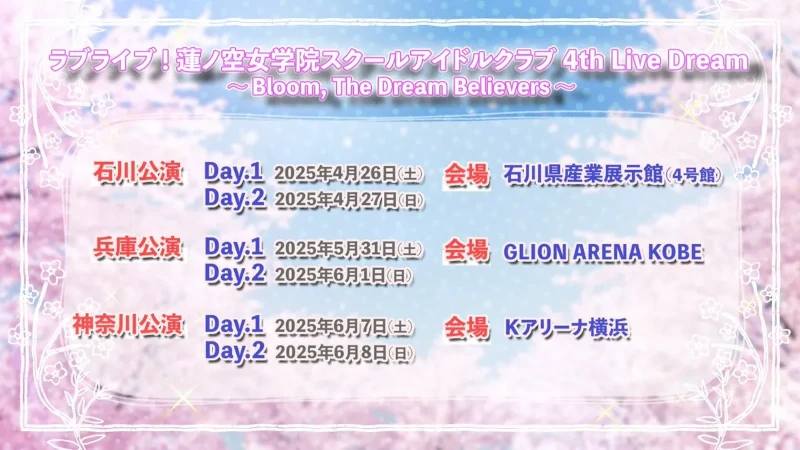 ラブライブ！蓮ノ空女学院スクールアイドルクラブ 4th Live Dream
～Bloom, The Dream Believers～
石川公演 Day.1 2025年4月26日(土) 会場 石川県産業展示館（4号館）
Day.2 2025年4月27日(日)
兵庫公演 Day.1 2025年5月31日(土) 会場 GLION ARENA KOBE
Day.2 2025年6月1日(日)
神奈川公演 Day.1 2025年6月7日(土) 会場 Kアリーナ横浜
Day.2 2025年6月8日(日)